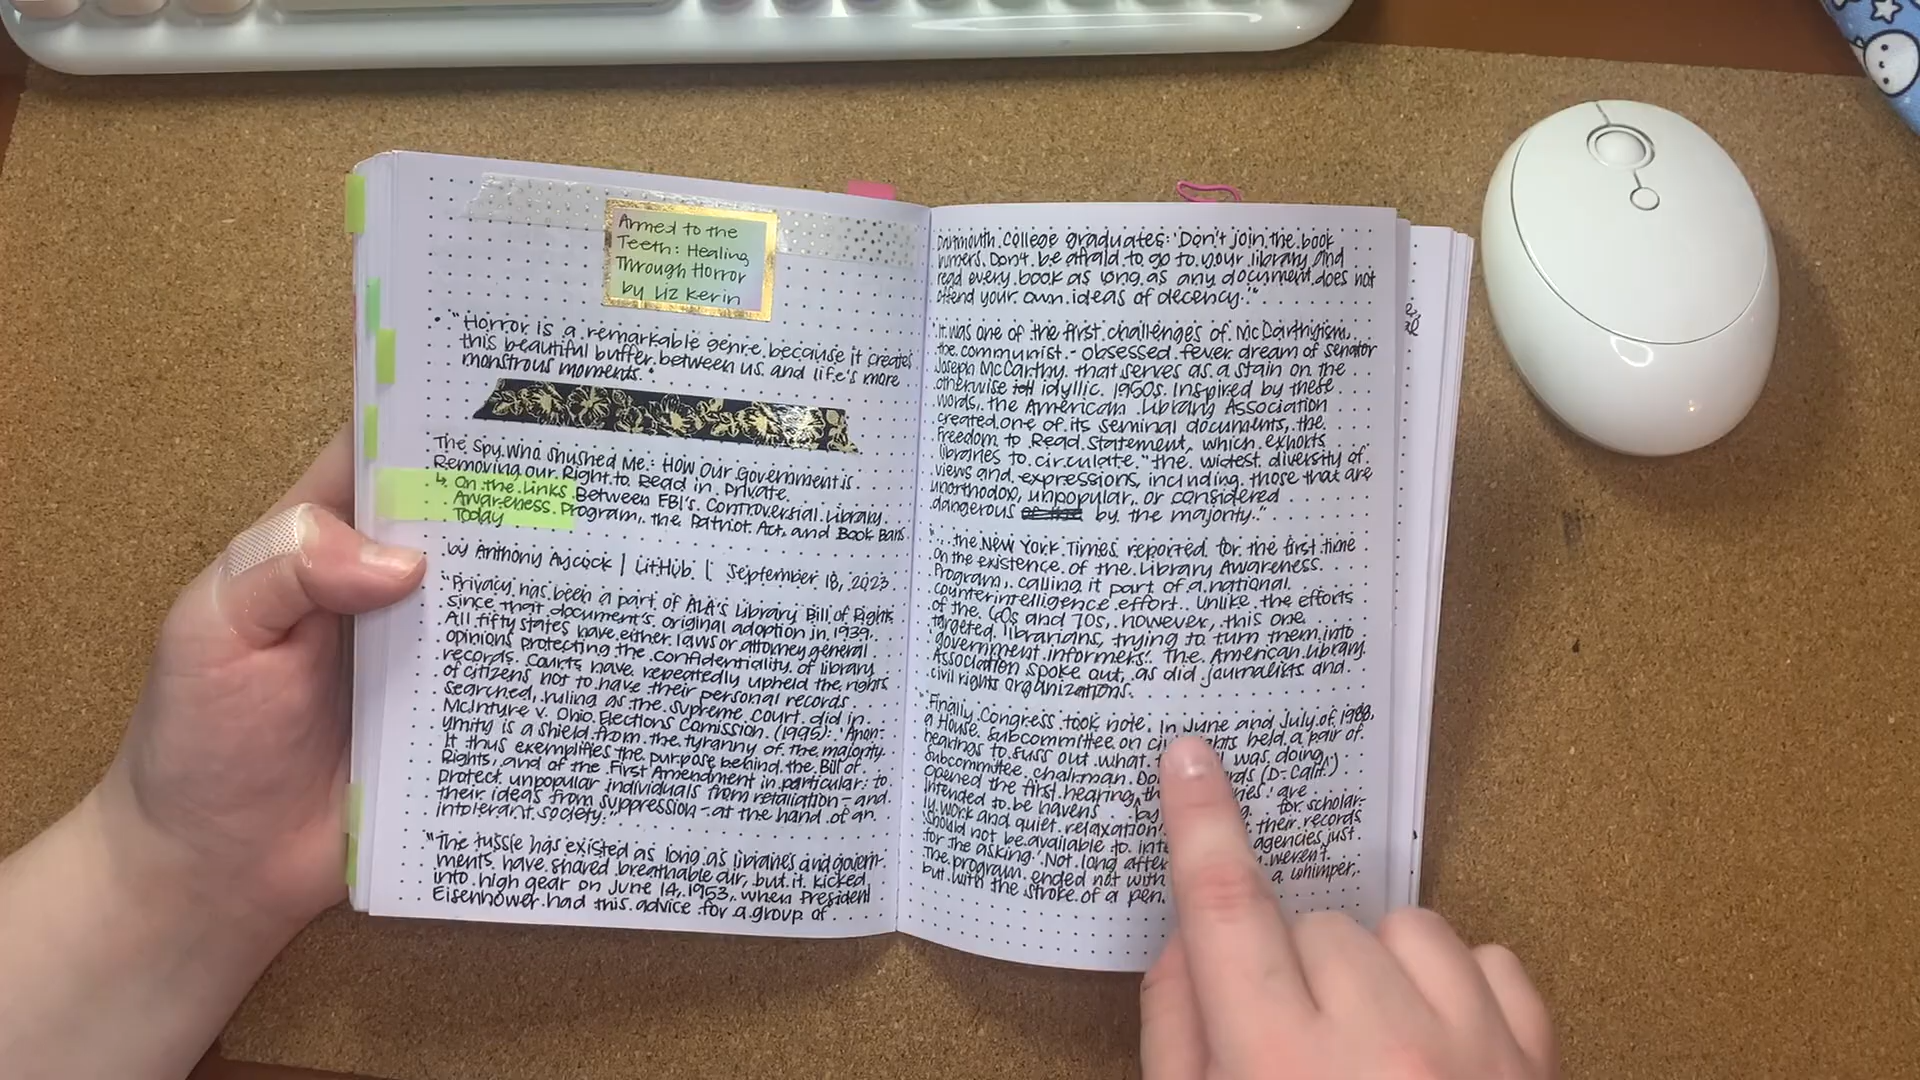 Armed to the
Teeth: Healing
Through Horror
by Liz Kerin
• "Horror is a remarkable genre because it creates
this beautiful buffer between us and life's more
monstrous moments."
The Spy Who Shushed Me: How Our Government is
Removing our Right to Read in Private
↳ On the Links Between FBI's Controversial Library
Awareness Program, the Patriot Act, and Book Bans
Today
by Anthony Aycock | LitHub | September 18, 2023
"Privacy has been a part of ALA's Library Bill of Rights
since that document's original adoption in 1939.
All fifty states have either laws or attorney general
opinions protecting the confidentiality of library
records. Courts have repeatedly upheld the rights
of citizens not to have their personal records
searched, ruling as the Supreme Court did in
McIntyre v. Ohio Elections Comission (1995): 'Anon-
ymity is a shield from the tyranny of the majority.
It thus exemplifies the purpose behind the Bill of
Rights, and of the First Amendment in particular: to
protect unpopular individuals from retaliation – and
their ideas from suppression – at the hand of an
intolerant society.'"
"The tussle has existed as long as libraries and govern-
ments have shared breathable air, but it kicked
into high gear on June 14, 1953, when President
Eisenhower had this advice for a group of
Dartmouth College graduates: 'Don't join the book
burners. Don't be afraid to go to your library and
read every book as long as any document does not
offend your own ideas of decency.'"
"It was one of the first challenges of McCarthyism,
the communist-obsessed fever dream of Senator
Joseph McCarthy that serves as a stain on the
otherwise idyllic 1950s. Inspired by these
words, the American Library Association
created one of its seminal documents, the
Freedom to Read Statement, which exhorts
libraries to circulate "the widest diversity of
views and expressions, including those that are
unorthodox, unpopular, or considered
dangerous by the majority."
"... the New York Times reported for the first time
on the existence of the Library Awareness
Program, calling it part of a national
counterintelligence effort. Unlike the efforts
of the 60s and 70s, however, this one
targeted librarians, trying to turn them into
government informers. The American Library
Association spoke out, as did journalists and
civil rights organizations.
"Finally Congress took note. In June and July of 1988,
a House subcommittee on civil rights held a pair of
hearings to suss out what was doing.
Subcommittee chairman (D-Calif.)
opened the first hearing are
intended to be havens for scholar-
ly work and quiet relaxation their records
should not be available to agencies just
for the asking.' Not long after weren't
The program ended not with a whimper,
but with the stroke of a pen.